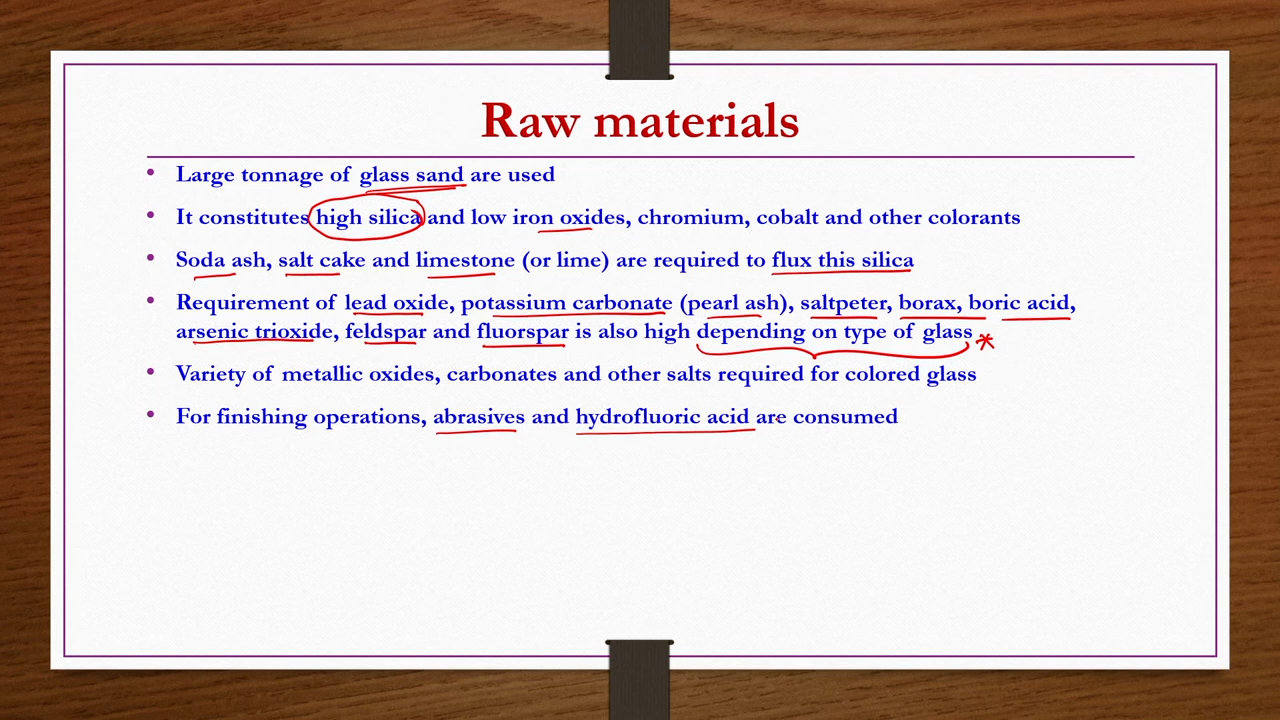 Raw materials
• Large tonnage of glass sand are used
• It constitutes high silica and low iron oxides, chromium, cobalt and other colorants
• Soda ash, salt cake and limestone (or lime) are required to flux this silica
• Requirement of lead oxide, potassium carbonate (pearl ash), saltpeter, borax, boric acid,
arsenic trioxide, feldspar and fluorspar is also high depending on type of glass *
• Variety of metallic oxides, carbonates and other salts required for colored glass
• For finishing operations, abrasives and hydrofluoric acid are consumed